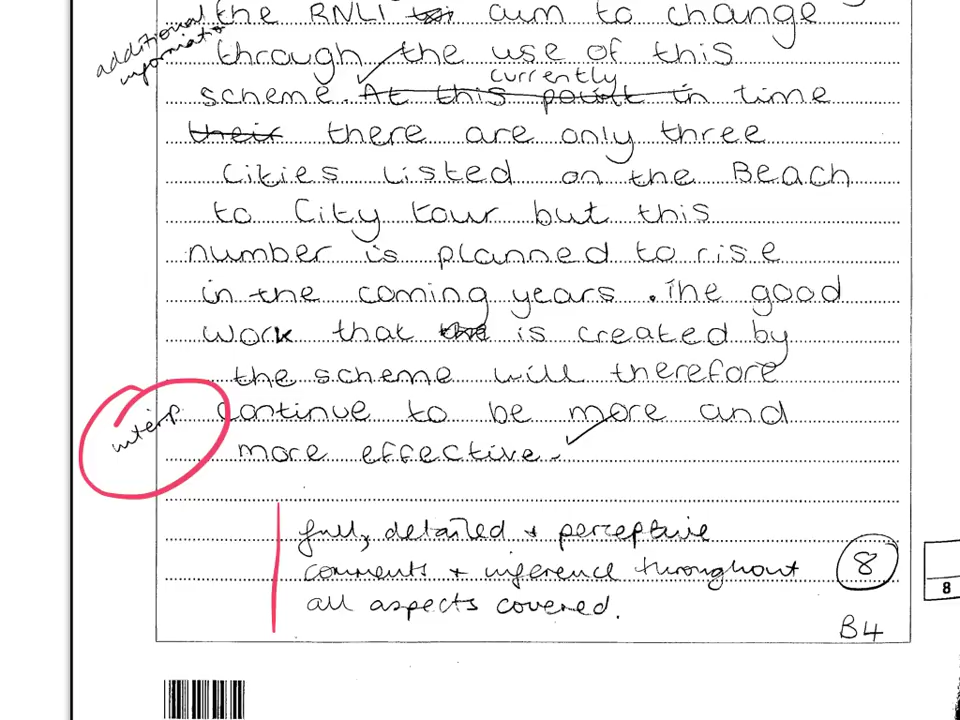 the RNLI aim to change
additional
information
through the use of this
currently
scheme. At this point in time
their there are only three
Cities Listed on the Beach
to City tour but this
number is planned to rise
in the coming years. The good
work that the is created by
the scheme will therefore
interp
continue to be more and
more effective.
full, detailed + perceptive
comments + inference throughout
8
all aspects covered.
8
B4